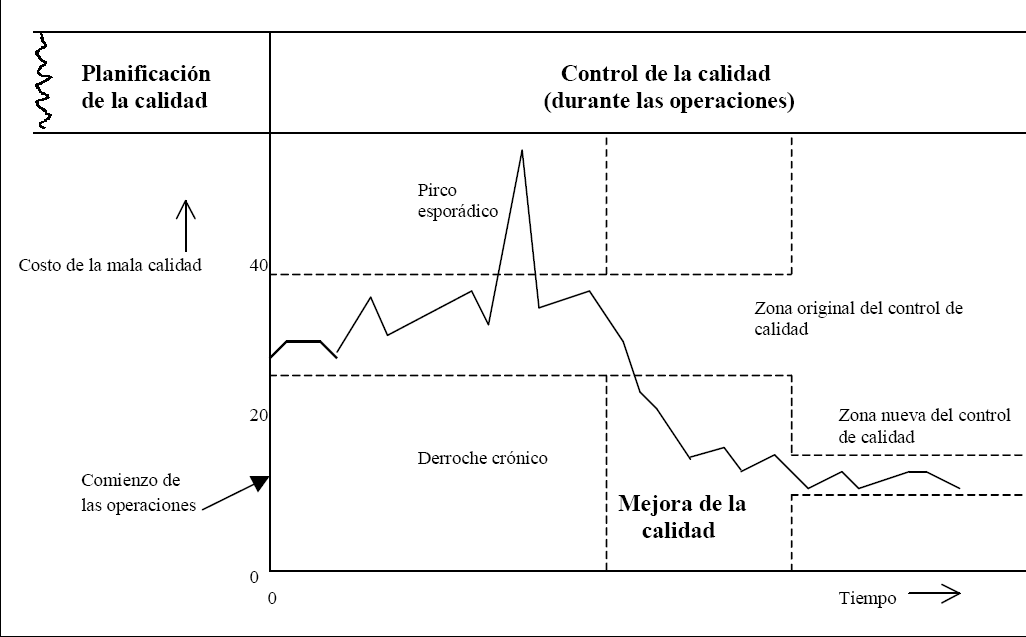 Planificación
de la calidad
Control de la calidad
(durante las operaciones)
Pirco
esporádico
Costo de la mala calidad
40
Zona original del control de
calidad
20
Zona nueva del control
de calidad
Derroche crónico
Comienzo de
las operaciones
Mejora de la
calidad
0
0
Tiempo